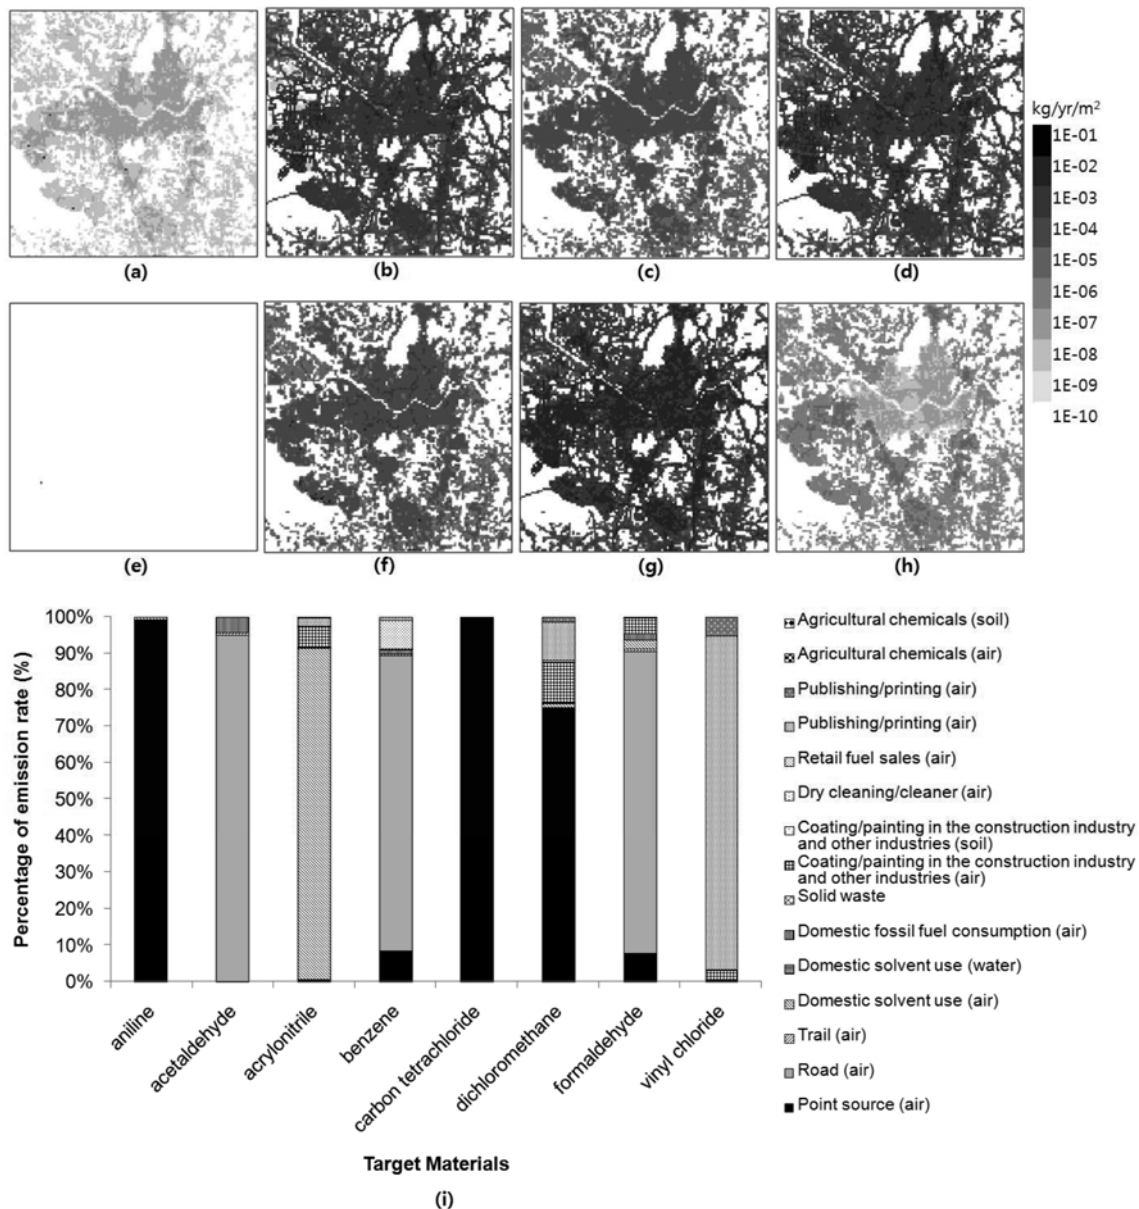 (a)
(b)
(c)
(d)
kg/yr/m²
1E-01
1E-02
1E-03
1E-04
1E-05
1E-06
1E-07
1E-08
1E-09
1E-10
(e)
(f)
(g)
(h)
Percentage of emission rate (%)
100%
90%
80%
70%
60%
50%
40%
30%
20%
10%
0%
aniline
acetaldehyde
acrylonitrile
benzene
carbon tetrachloride
dichloromethane
formaldehyde
vinyl chloride
Target Materials
Agricultural chemicals (soil)
Agricultural chemicals (air)
Publishing/printing (air)
Publishing/printing (air)
Retail fuel sales (air)
Dry cleaning/cleaner (air)
Coating/painting in the construction industry
and other industries (soil)
Coating/painting in the construction industry
and other industries (air)
Solid waste
Domestic fossil fuel consumption (air)
Domestic solvent use (water)
Domestic solvent use (air)
Trail (air)
Road (air)
Point source (air)
(i)